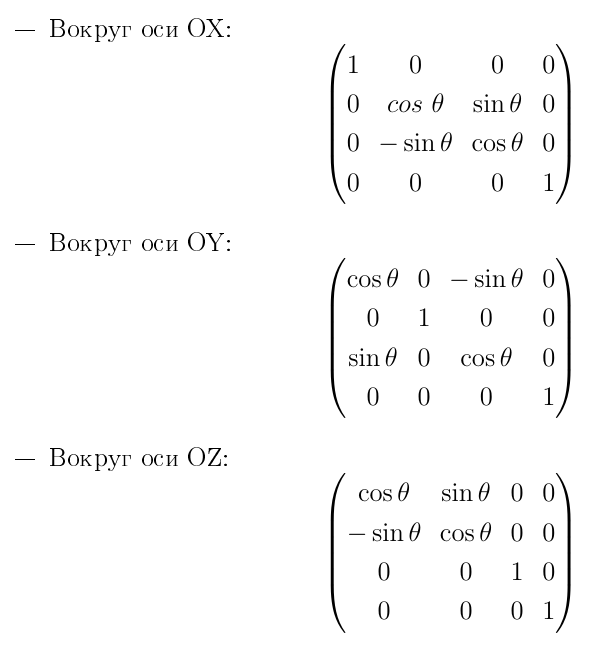 — Вокруг оси OX:
1 0 0 0
0 cos θ sin θ 0
0 − sin θ cos θ 0
0 0 0 1
— Вокруг оси OY:
cos θ 0 − sin θ 0
0 1 0 0
sin θ 0 cos θ 0
0 0 0 1
— Вокруг оси OZ:
cos θ sin θ 0 0
− sin θ cos θ 0 0
0 0 1 0
0 0 0 1